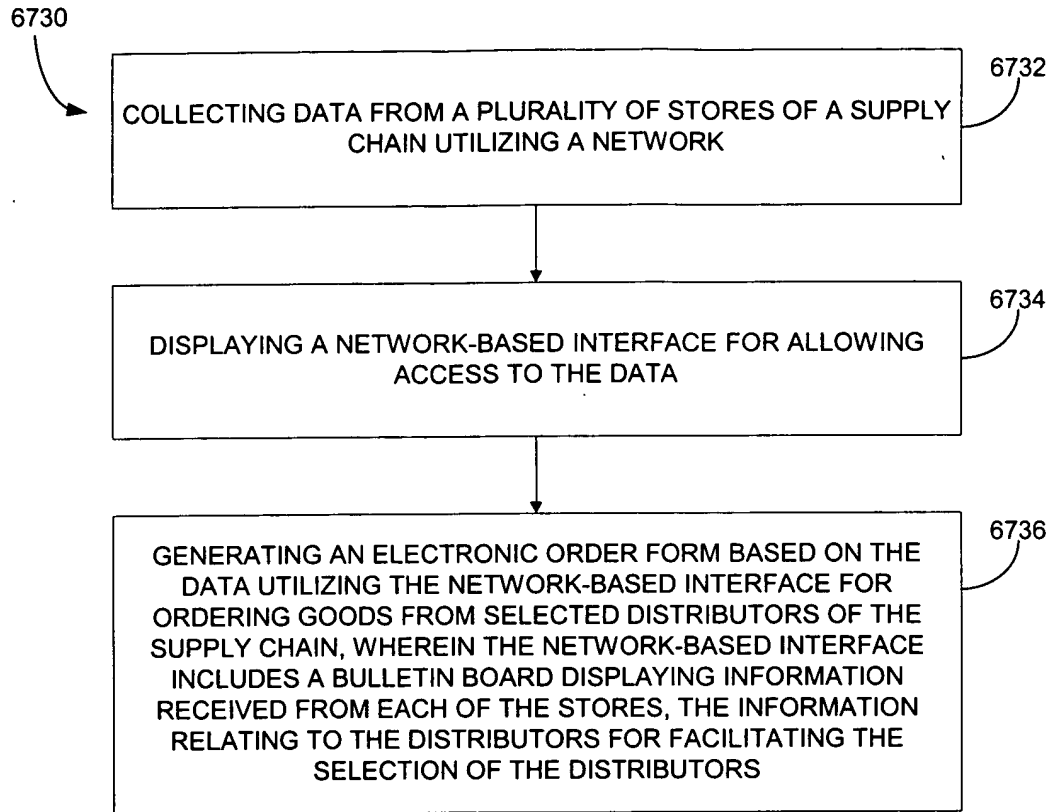 6730
6732
COLLECTING DATA FROM A PLURALITY OF STORES OF A SUPPLY
CHAIN UTILIZING A NETWORK
6734
DISPLAYING A NETWORK-BASED INTERFACE FOR ALLOWING
ACCESS TO THE DATA
6736
GENERATING AN ELECTRONIC ORDER FORM BASED ON THE
DATA UTILIZING THE NETWORK-BASED INTERFACE FOR
ORDERING GOODS FROM SELECTED DISTRIBUTORS OF THE
SUPPLY CHAIN, WHEREIN THE NETWORK-BASED INTERFACE
INCLUDES A BULLETIN BOARD DISPLAYING INFORMATION
RECEIVED FROM EACH OF THE STORES, THE INFORMATION
RELATING TO THE DISTRIBUTORS FOR FACILITATING THE
SELECTION OF THE DISTRIBUTORS